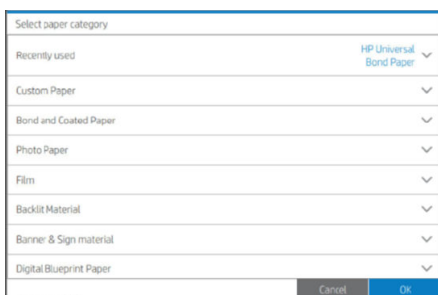 Select paper category
Recently used
HP Universal
Bond Paper
Custom Paper
Bond and Coated Paper
Photo Paper
Film
Backlit Material
Banner & Sign material
Digital Blueprint Paper
Cancel
OK